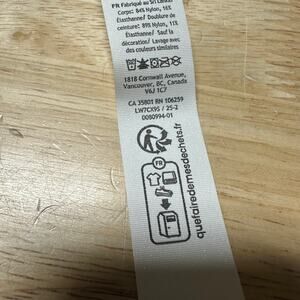 FR Fabriqué au Sri Lanka/
Corps: 84% Nylon, 16%
Élasthanne/ Doublure de
ceinture: 89% Nylon, 11%
Élasthanne/ Sauf la
décoration/ Lavage avec
des couleurs similaires
1818 Cornwall Avenue,
Vancouver, BC, Canada
V6J 1C7
CA 35801 RN 106259
LW7CX9S / 25-2
0080994-01
FR
quefairedemesdechets.fr